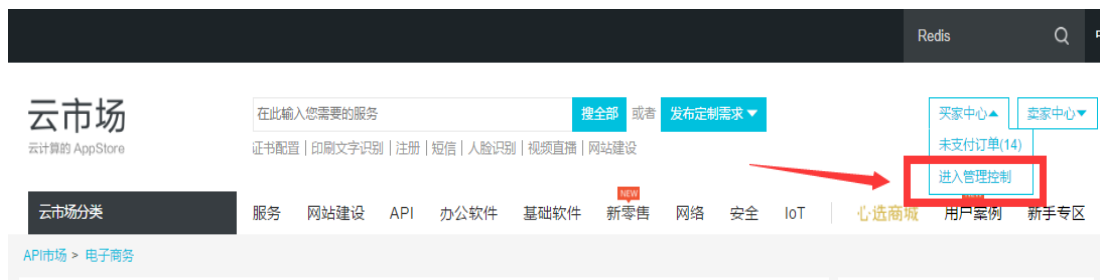 Redis
云市场
云计算的 AppStore
在此输入您需要的服务
搜全部 或者 发布定制需求
买家中心 卖家中心
未支付订单(14)
进入管理控制
证书配置 | 印刷文字识别 | 注册 | 短信 | 人脸识别 | 视频直播 | 网站建设
NEW
云市场分类 服务 网站建设 API 办公软件 基础软件 新零售 网络 安全 IoT 心选商城 用户案例 新手专区
API市场 > 电子商务